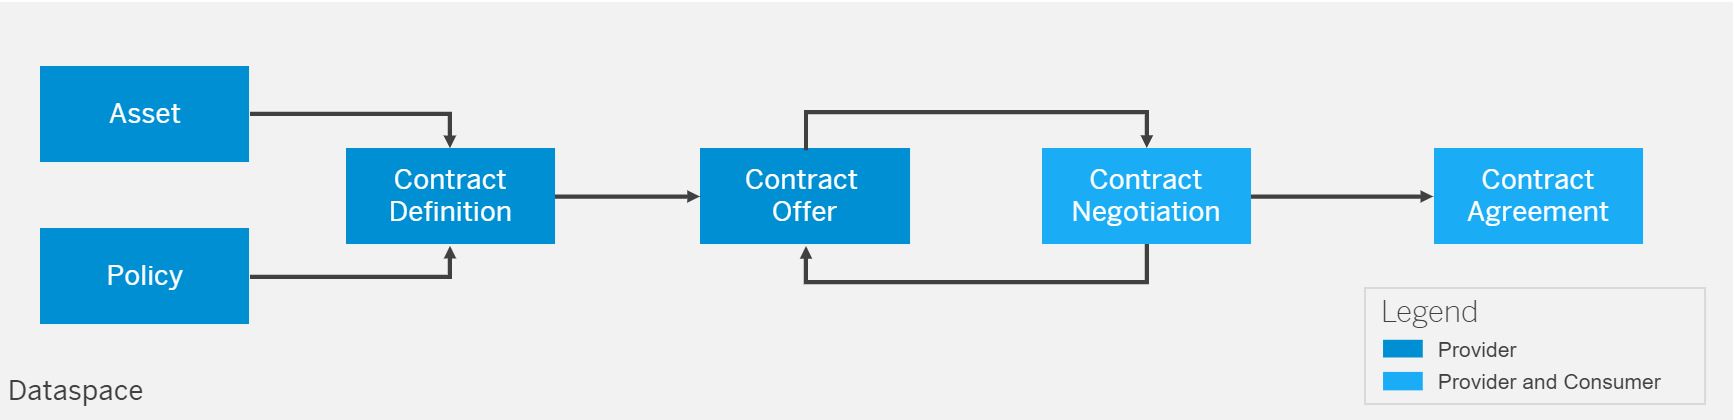 Asset
Policy
Contract
Definition
Contract
Offer
Contract
Negotiation
Contract
Agreement
Legend
Provider
Provider and Consumer
Dataspace